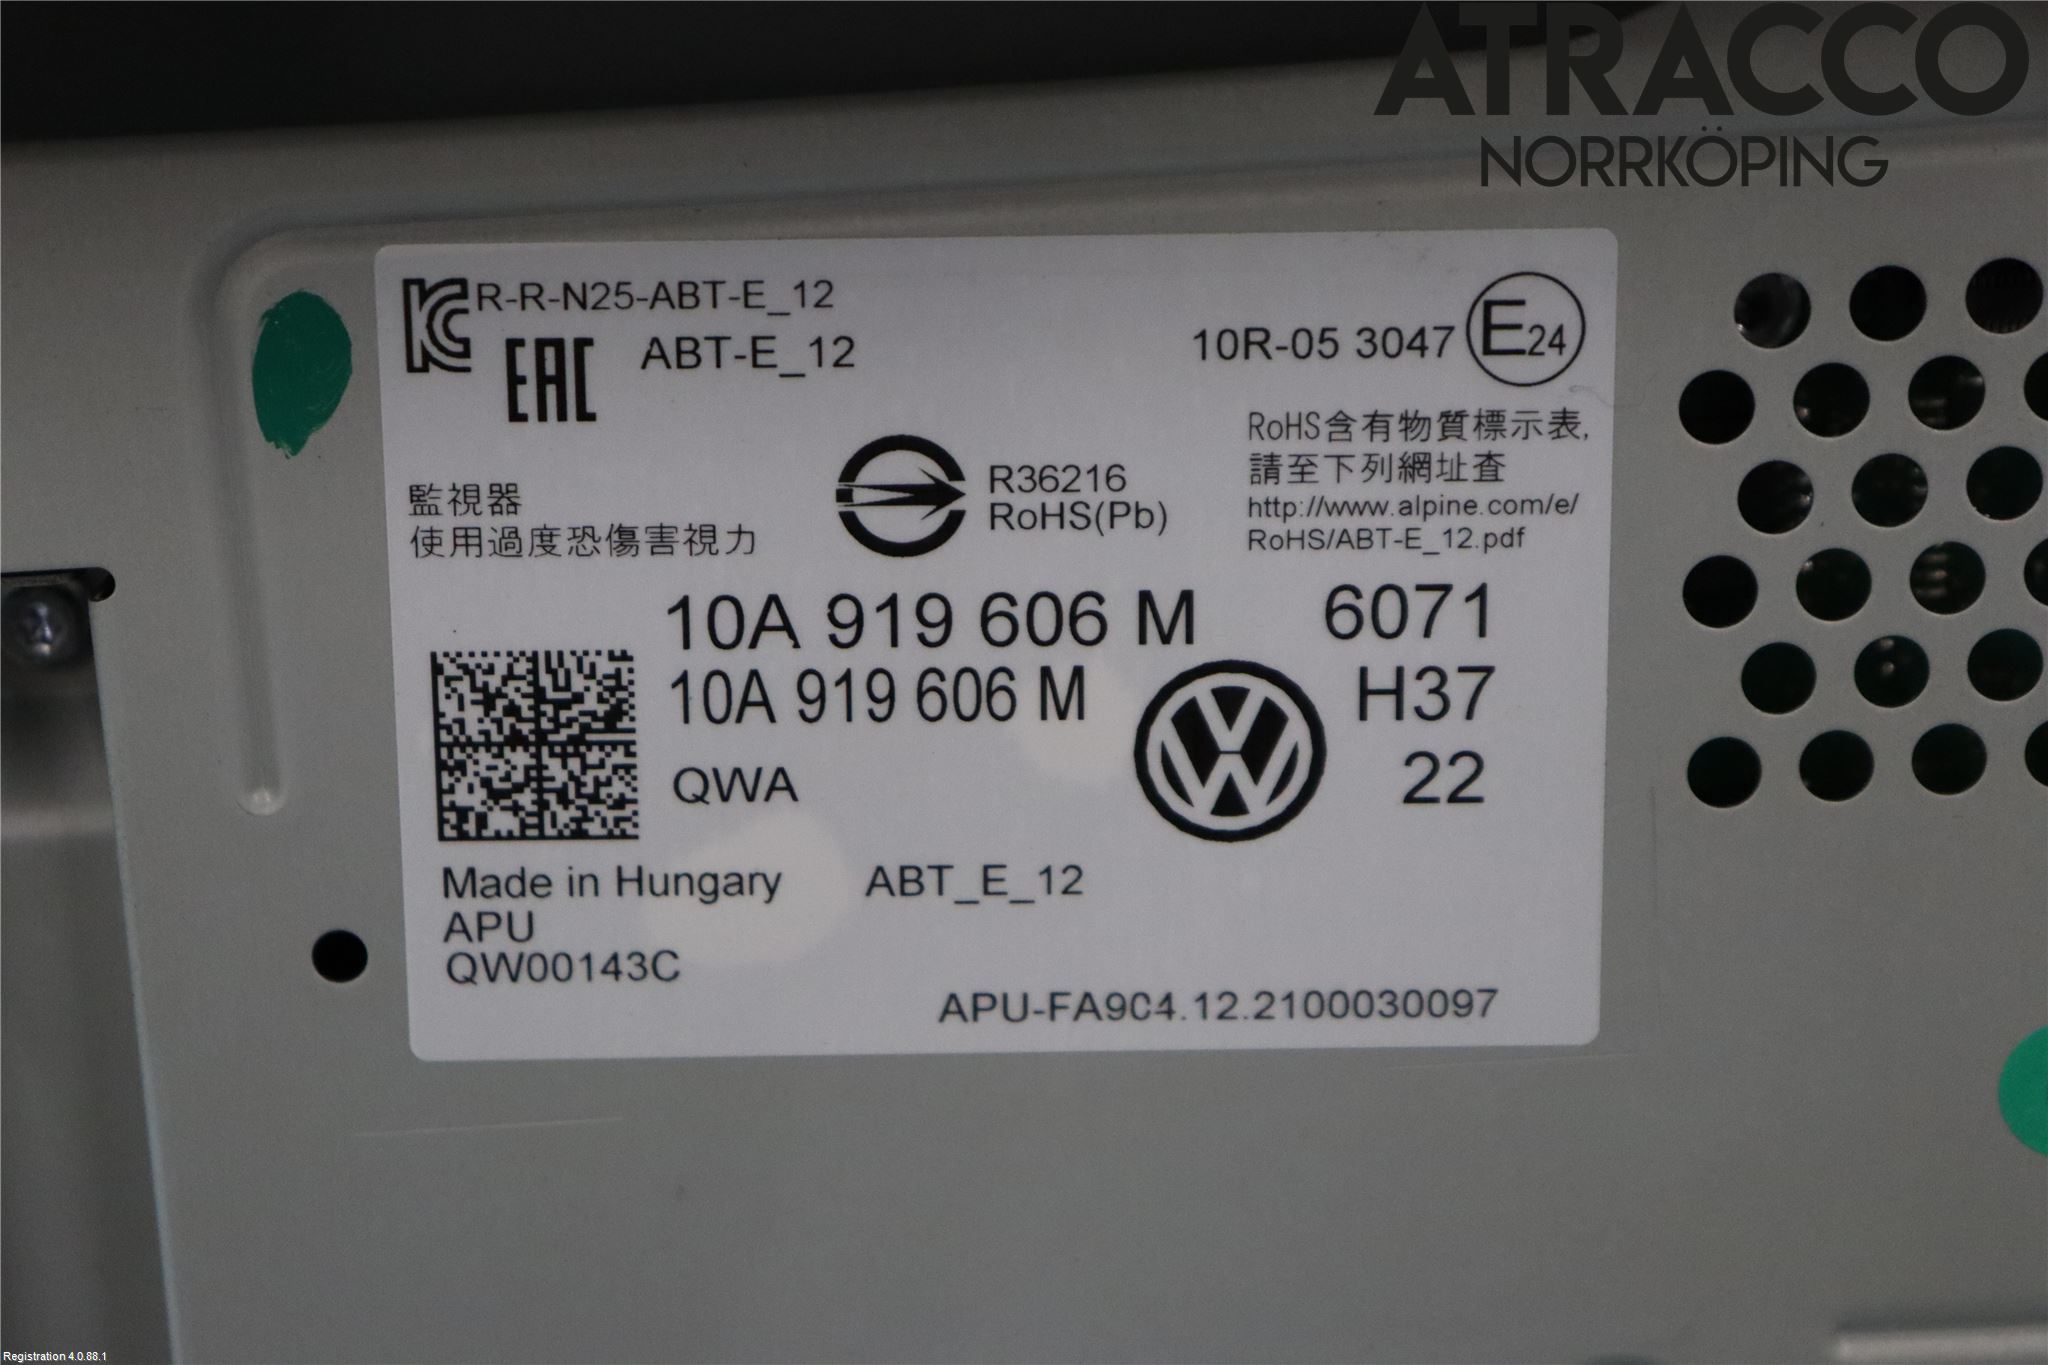 ATRACCO
NORRKÖPING
R-R-N25-ABT-E_12
EAC ABT-E_12
10R-05 3047 E24
RoHS含有物質標示表,
請至下列網址查
http://www.alpine.com/e/
RoHS/ABT-E_12.pdf
R36216
RoHS(Pb)
監視器
使用過度恐傷害視力
10A 919 606 M 6071
10A 919 606 M H37
QWA 22
Made in Hungary ABT_E_12
APU
QW00143C
APU-FA9C4.12.2100030097
Registration 4.0.88.1